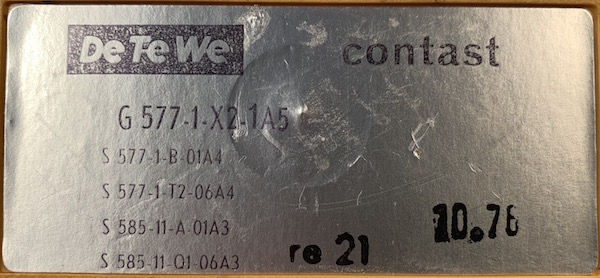 DeTeWe contast
G 577-1-X2-1A5
S 577-1-B-01A4
S 577-1-T2-06A4
S 585-11-A-01A3
S 585-11-Q1-06A3
re 21 10.76